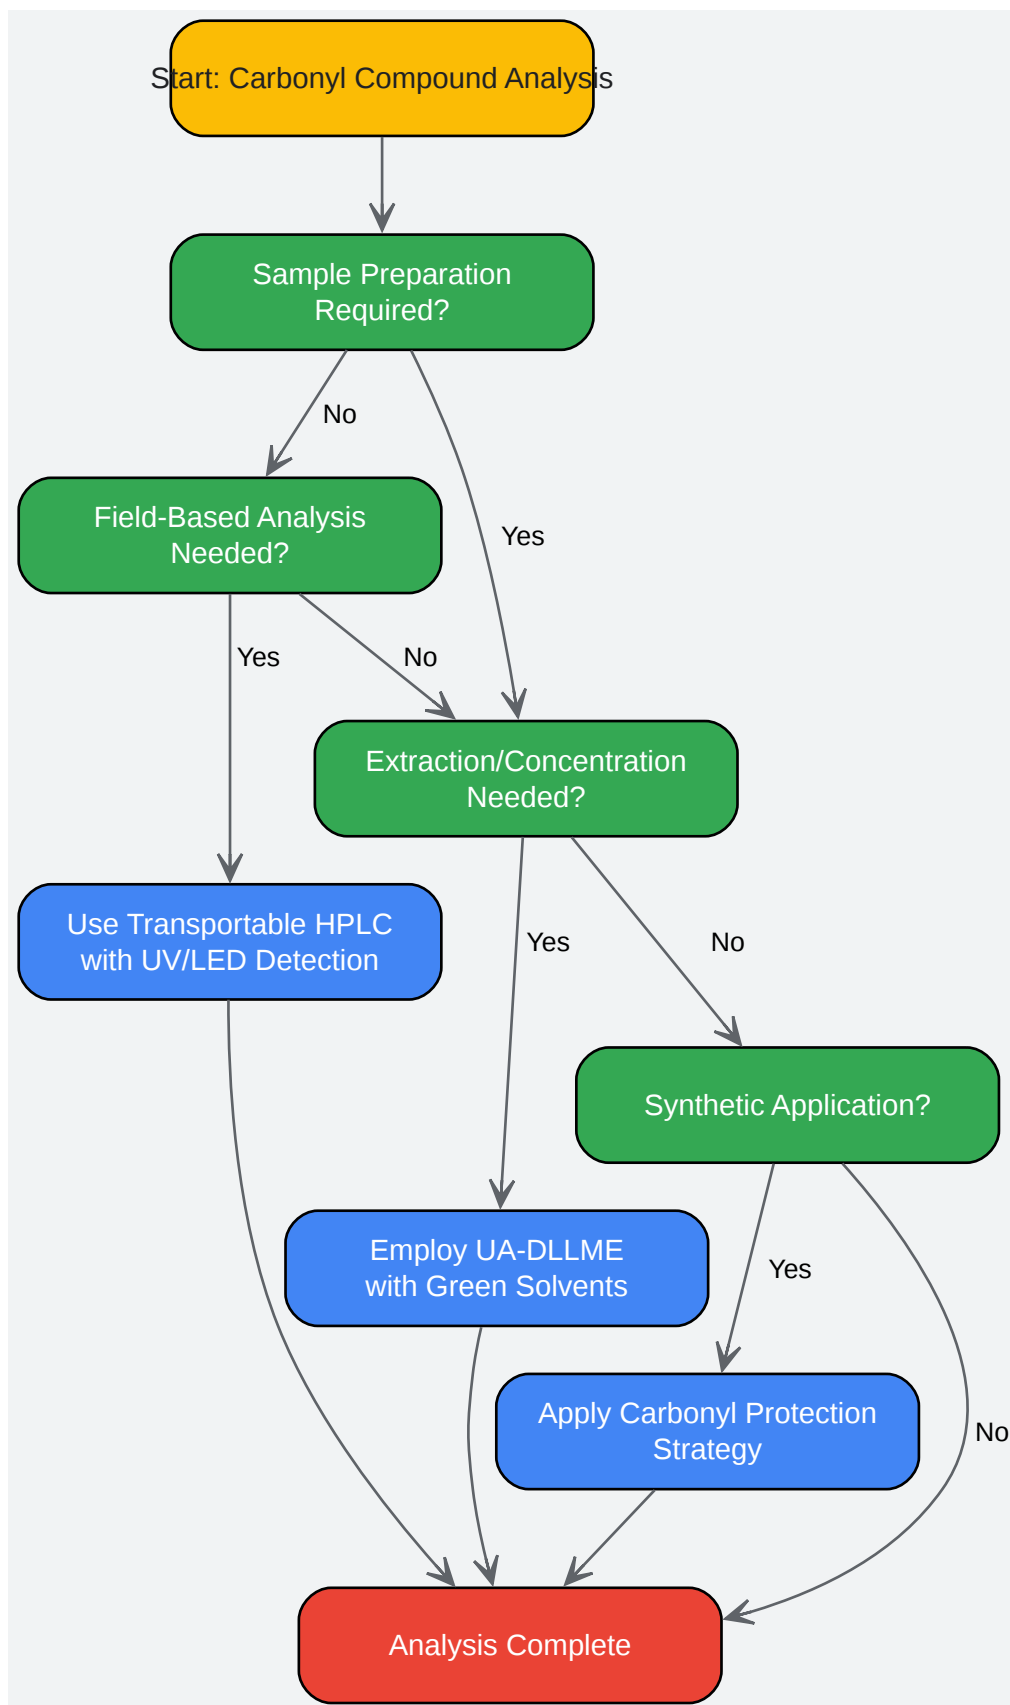 Start: Carbonyl Compound Analysis
Sample Preparation
Required?
No
Yes
Field-Based Analysis
Needed?
Yes
No
Extraction/Concentration
Needed?
Use Transportable HPLC
with UV/LED Detection
Yes
No
Synthetic Application?
Employ UA-DLLME
with Green Solvents
Yes
Apply Carbonyl Protection
Strategy
No
Analysis Complete